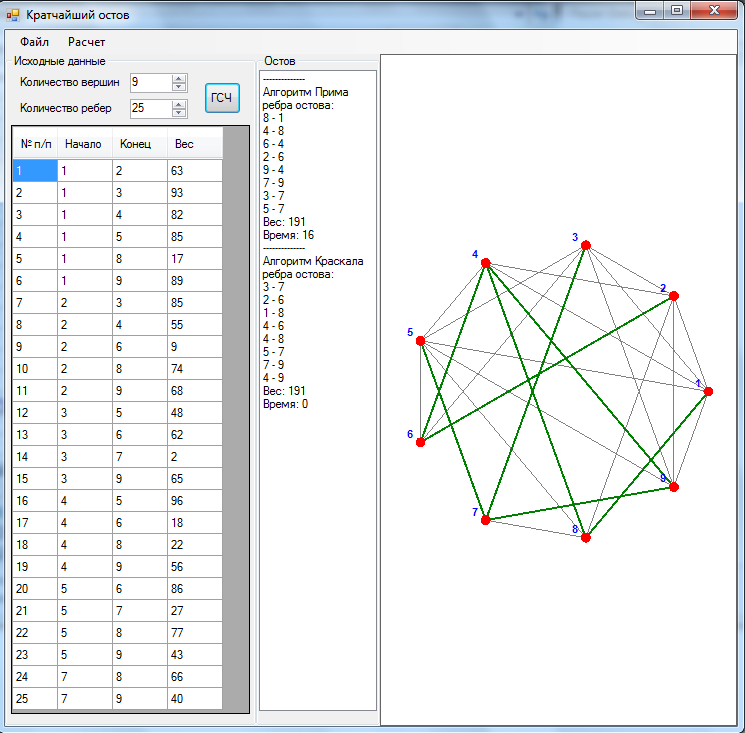 Кратчайший остов
Файл Расчет
Исходные данные
Количество вершин 9
Количество ребер 25
ГСЧ
№ п/п Начало Конец Вес
1 1 2 63
2 1 3 93
3 1 4 82
4 1 5 85
5 1 8 17
6 1 9 89
7 2 3 85
8 2 4 55
9 2 6 9
10 2 8 74
11 2 9 68
12 3 5 48
13 3 6 62
14 3 7 2
15 3 9 65
16 4 5 96
17 4 6 18
18 4 8 22
19 4 9 56
20 5 6 86
21 5 7 27
22 5 8 77
23 5 9 43
24 7 8 66
25 7 9 40
Остов
--------------
Алгоритм Прима
ребра остова:
8 - 1
4 - 8
6 - 4
2 - 6
9 - 4
7 - 9
3 - 7
5 - 7
Вес: 191
Время: 16
--------------
Алгоритм Краскала
ребра остова:
3 - 7
2 - 6
1 - 8
4 - 6
4 - 8
5 - 7
7 - 9
4 - 9
Вес: 191
Время: 0
3
4
2
5
1
6
9
7
8